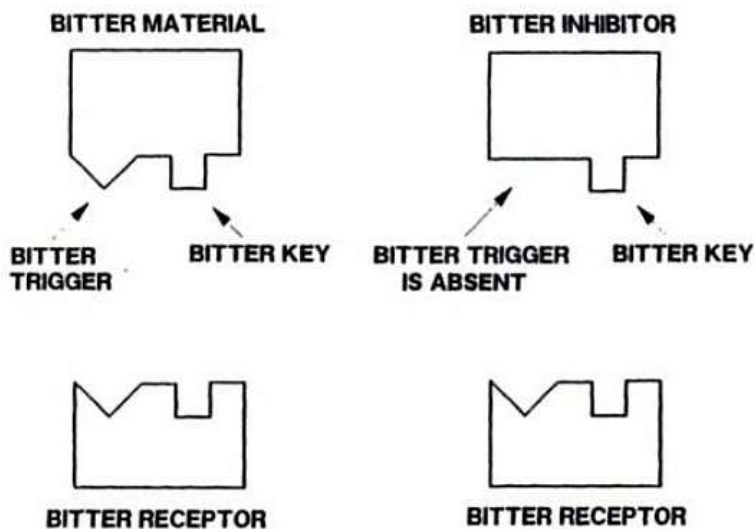 BITTER MATERIAL
BITTER INHIBITOR
BITTER
TRIGGER
BITTER KEY
BITTER TRIGGER
IS ABSENT
BITTER KEY
BITTER RECEPTOR
BITTER RECEPTOR